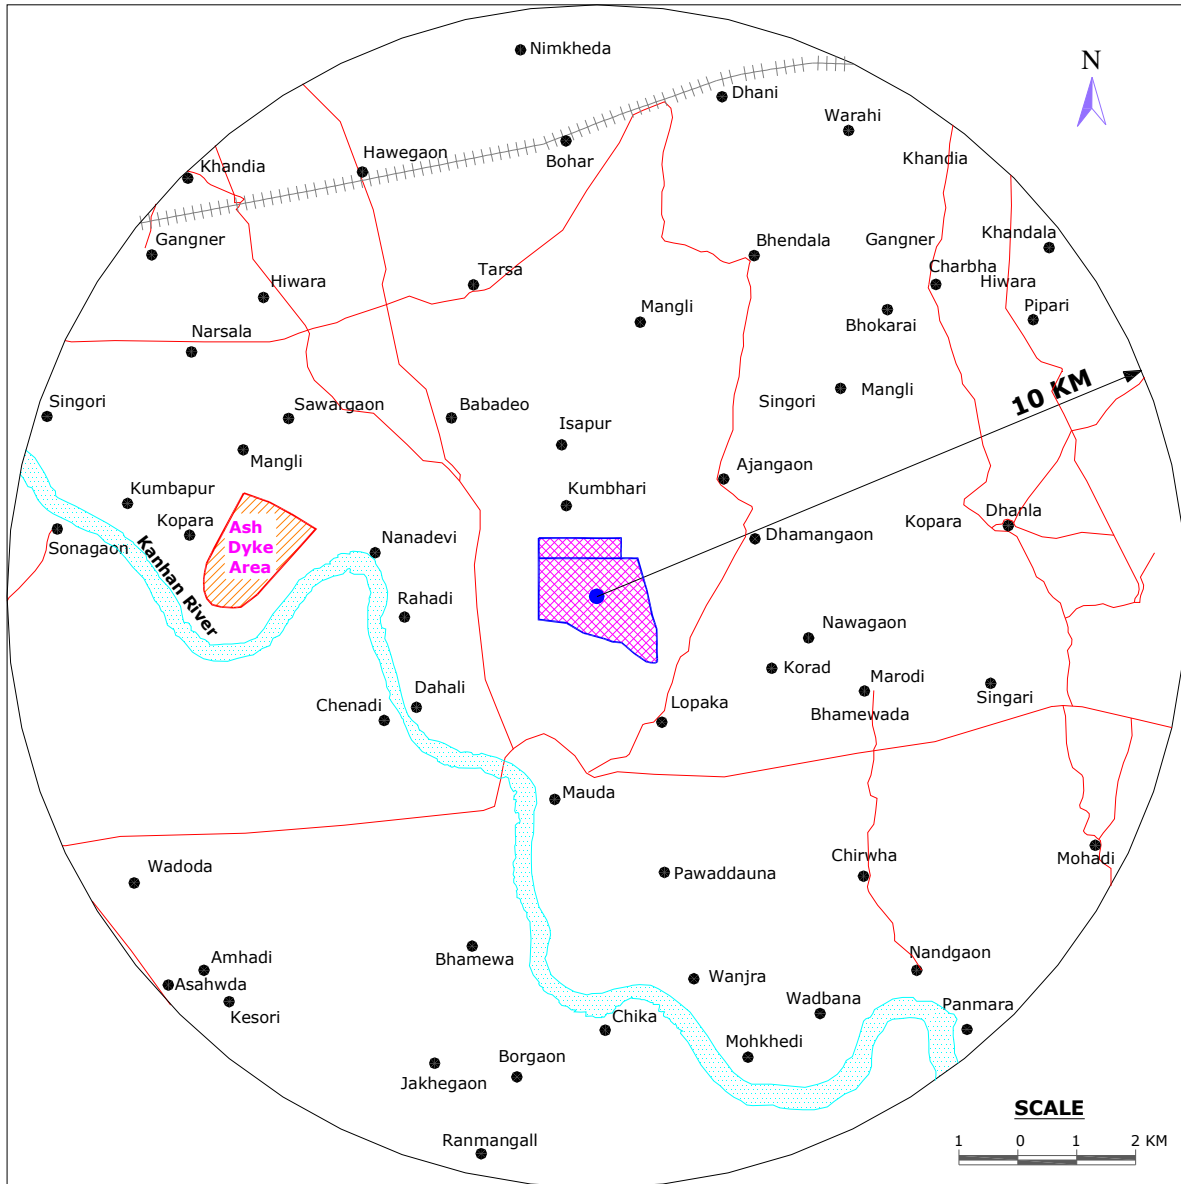 Nimkheda
N
Dhani
Warahi
Hawegaon
Bohar
Khandia
Khandia
Gangner
Bhendala
Gangner
Khandala
Tarsa
Charbha
Hiwara
Hiwara
Mangli
Pipari
Narsala
Bhokarai
10 KM
Singori
Sawargaon
Babadeo
Singori
Mangli
Isapur
Mangli
Ajangaon
Kumbapur
Kumbhari
Kopara
Ash
Dyke
Area
Nanadevi
Dhamangaon
Kopara
Dhanla
Sonagaon
Kanhan River
Rahadi
Nawagaon
Korad
Marodi
Singari
Dahali
Chenadi
Lopaka
Bhamewada
Mauda
Chirwha
Mohadi
Wadoda
Pawaddauna
Amhadi
Bhamewa
Nandgaon
Asahwda
Wanjra
Kesori
Wadbana
Panmara
Chika
Mohkhedi
Borgaon
Jakhegaon
Ranmangall
SCALE
1 0 1 2 KM